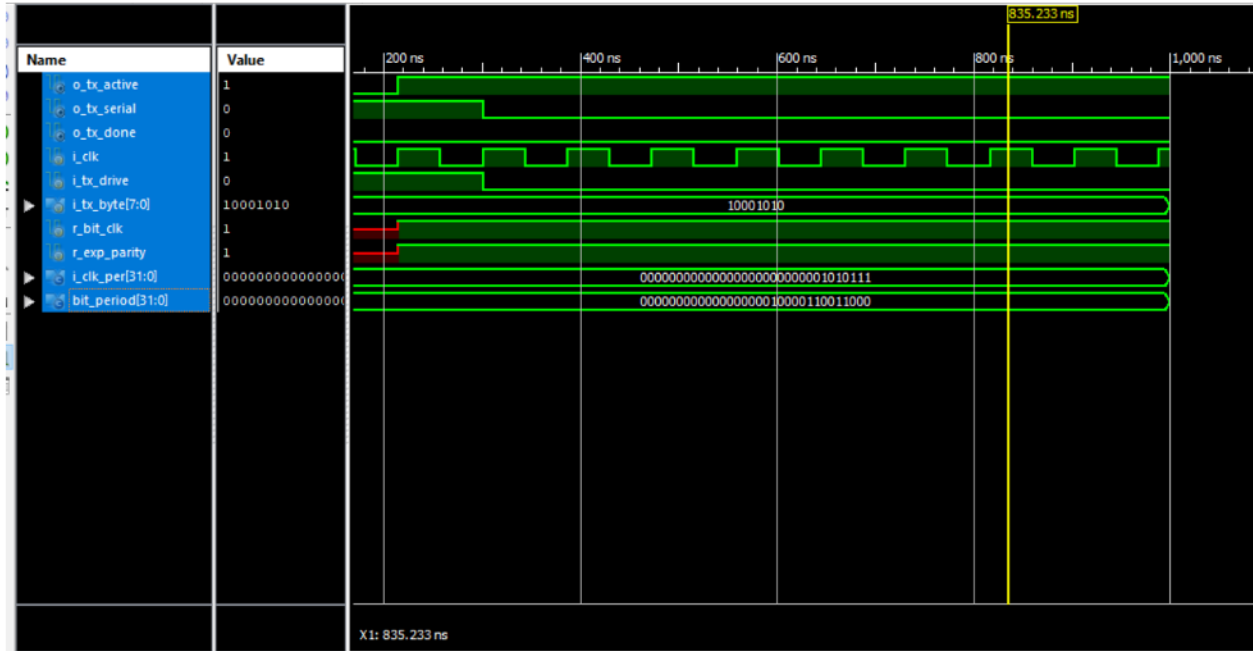 835.233 ns
Name Value
200 ns 400 ns 600 ns 800 ns 1,000 ns
o_tx_active 1
o_tx_serial 0
o_tx_done 0
i_clk 1
i_tx_drive 0
i_tx_byte[7:0] 10001010 10001010
r_bit_clk 1
r_exp_parity 1
i_clk_per[31:0] 00000000000000000000000001010111
bit_period[31:0] 00000000000000000010000110011000
X1: 835.233 ns